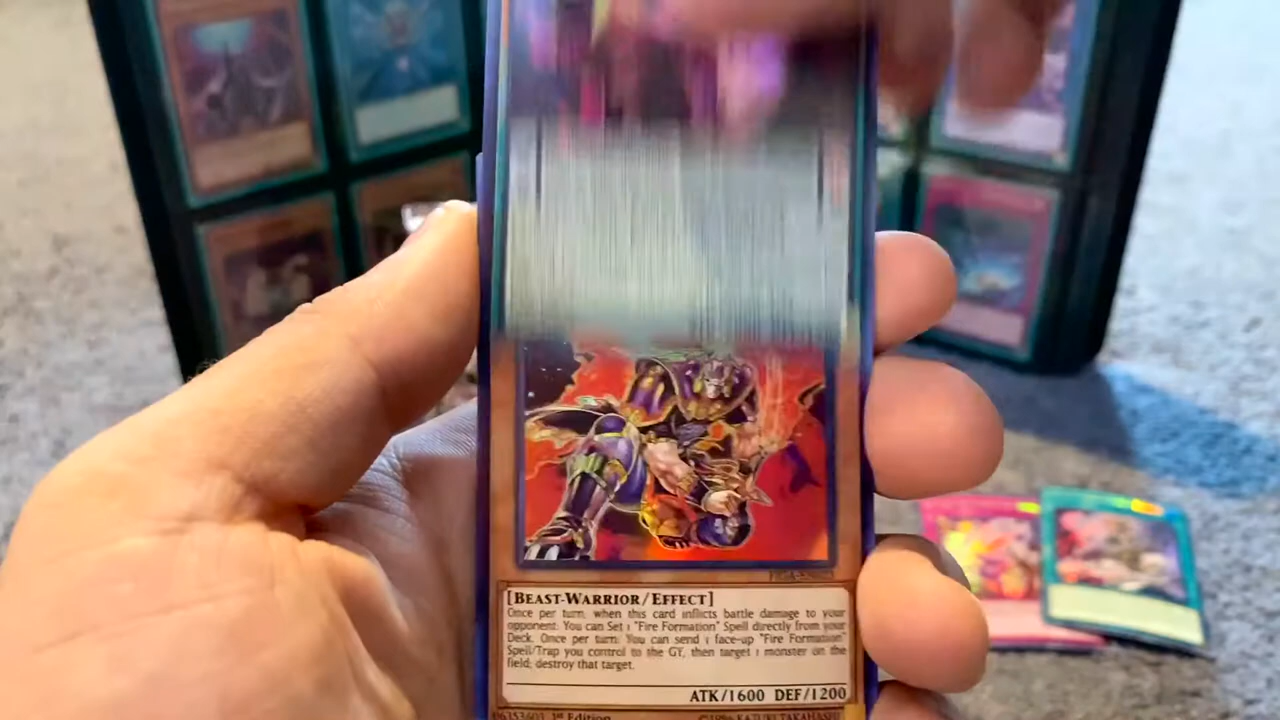 [BEAST-WARRIOR/EFFECT]
Once per turn, when this card inflicts battle damage to your
opponent: You can Set 1 "Fire Formation" Spell directly from your
Deck. Once per turn: You can send 1 face-up "Fire Formation"
Spell/Trap you control to the GY, then target 1 monster on the
field; destroy that target.
ATK/1600 DEF/1200
1st Edition
©1996 KAZUKI TAKAHASHI